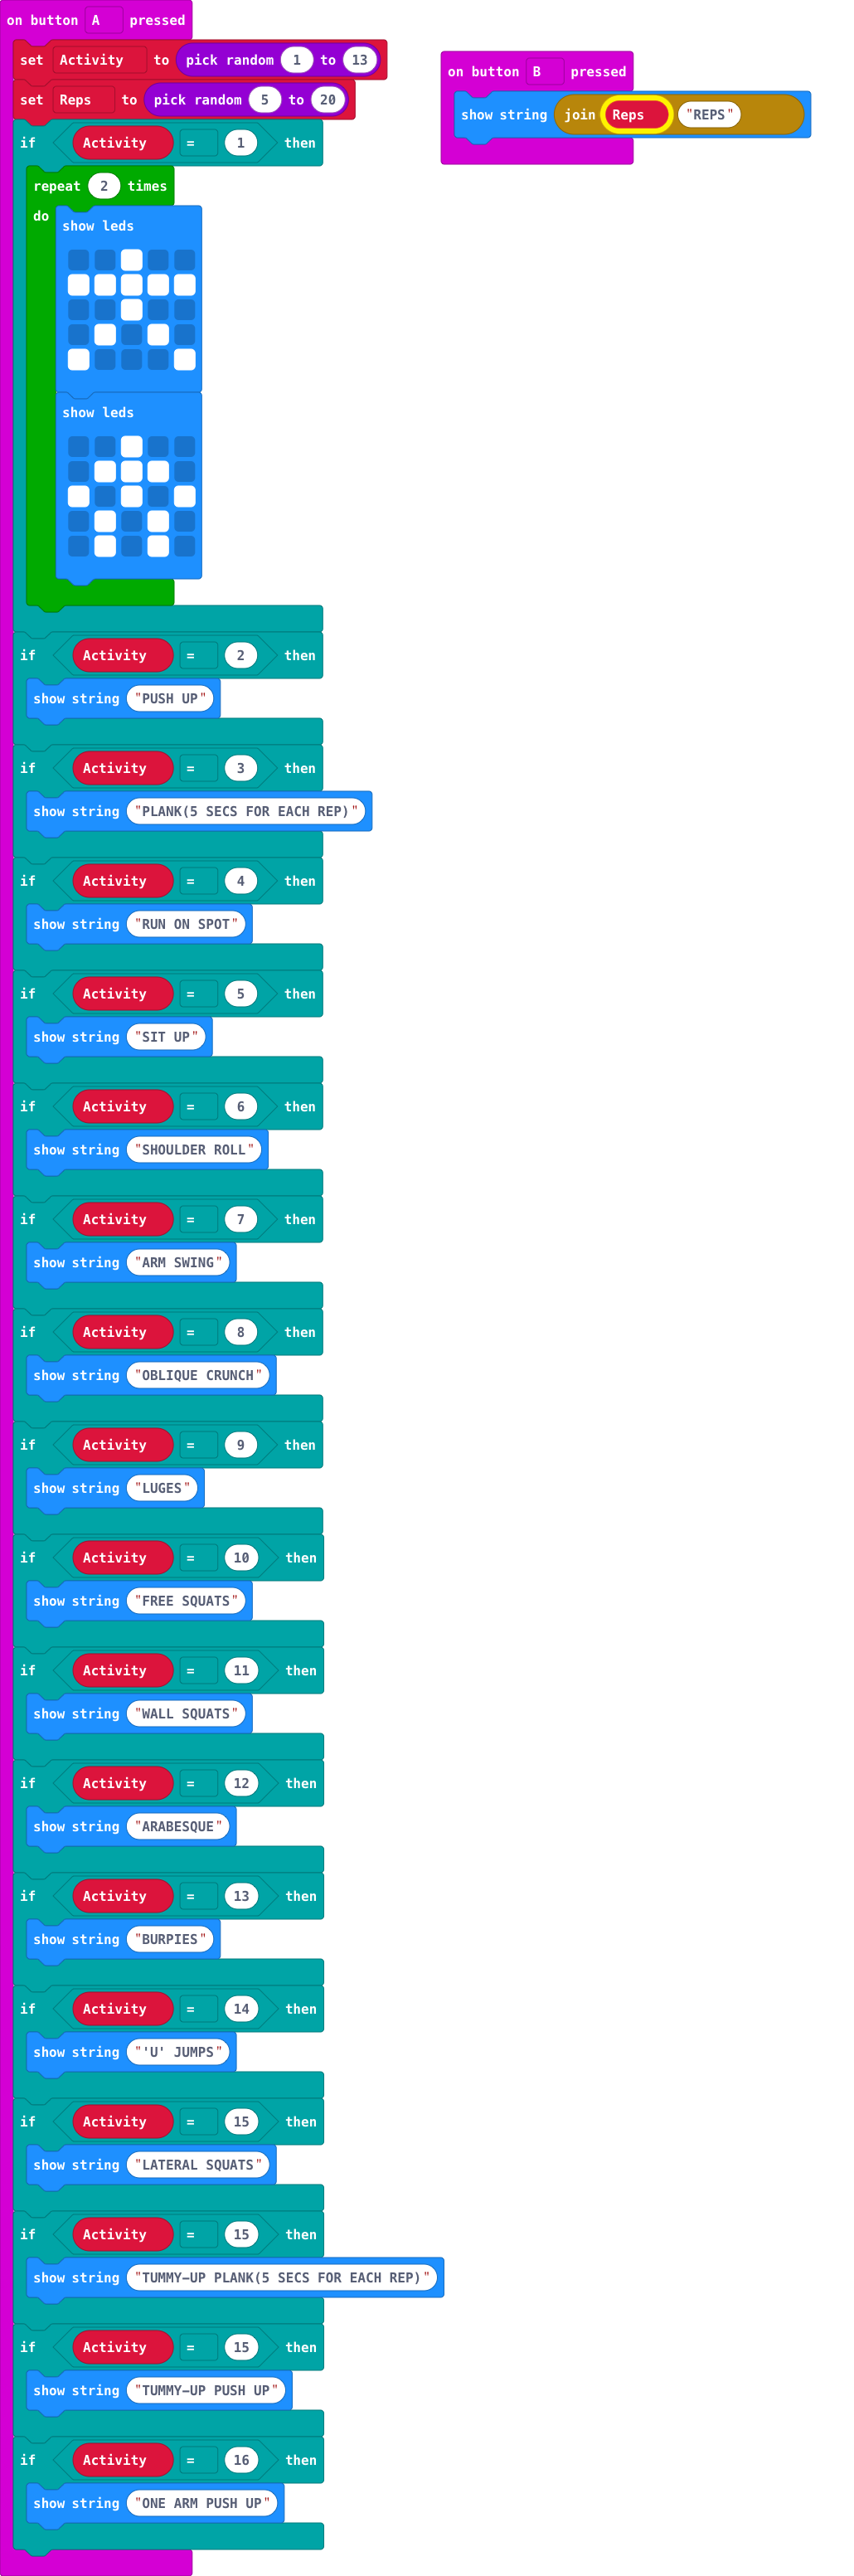 on button A pressed
set Activity to pick random 1 to 13
set Reps to pick random 5 to 20
if Activity = 1 then
repeat 2 times
do
show leds
show leds
if Activity = 2 then
show string "PUSH UP"
if Activity = 3 then
show string "PLANK(5 SECS FOR EACH REP)"
if Activity = 4 then
show string "RUN ON SPOT"
if Activity = 5 then
show string "SIT UP"
if Activity = 6 then
show string "SHOULDER ROLL"
if Activity = 7 then
show string "ARM SWING"
if Activity = 8 then
show string "OBLIQUE CRUNCH"
if Activity = 9 then
show string "LUGES"
if Activity = 10 then
show string "FREE SQUATS"
if Activity = 11 then
show string "WALL SQUATS"
if Activity = 12 then
show string "ARABESQUE"
if Activity = 13 then
show string "BURPIES"
if Activity = 14 then
show string "'U' JUMPS"
if Activity = 15 then
show string "LATERAL SQUATS"
if Activity = 15 then
show string "TUMMY-UP PLANK(5 SECS FOR EACH REP)"
if Activity = 15 then
show string "TUMMY-UP PUSH UP"
if Activity = 16 then
show string "ONE ARM PUSH UP"
on button B pressed
show string join Reps "REPS"